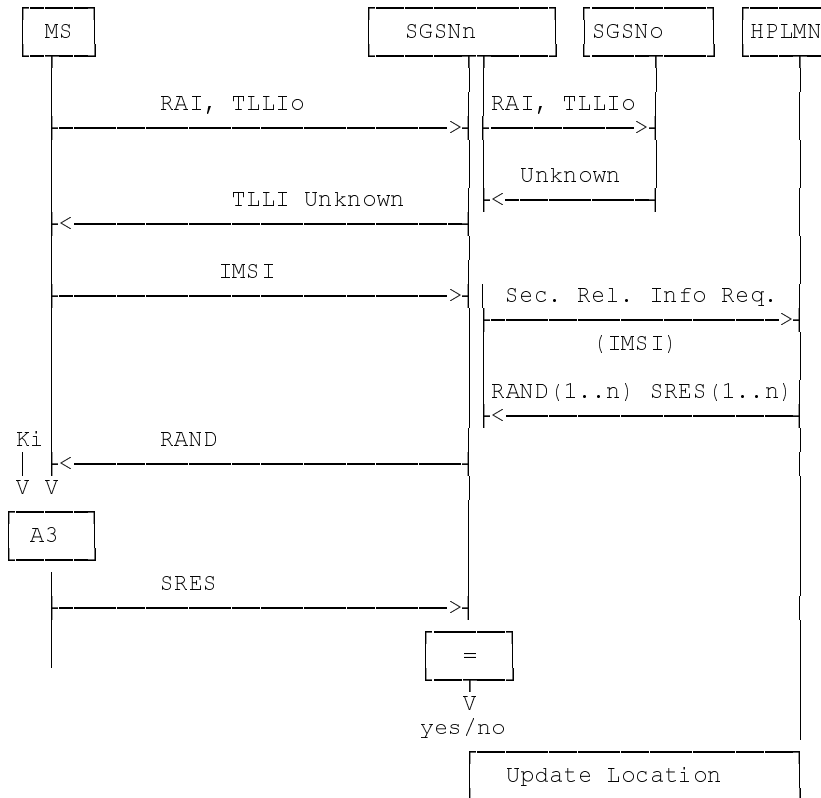 MS SGSNn SGSNo HPLMN
RAI, TLLIo RAI, TLLIo
Unknown
TLLI Unknown
IMSI
Sec. Rel. Info Req.
(IMSI)
RAND(1..n) SRES(1..n)
Ki RAND
V V
A3
SRES
=
V
yes/no
Update Location